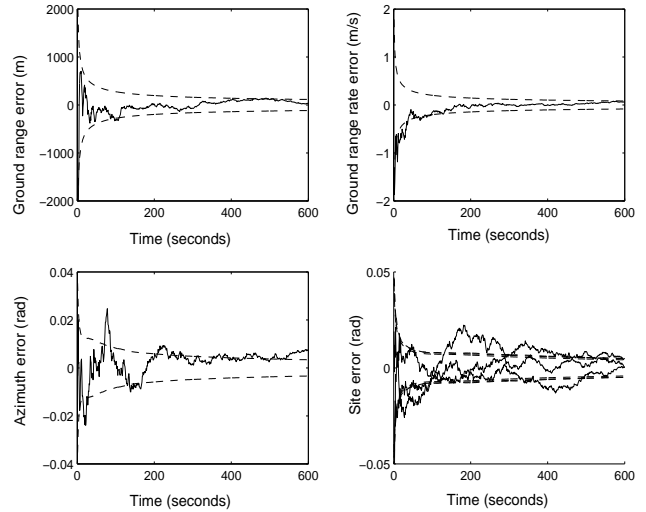 2000
1000
0
−1000
−2000
Ground range error (m)
0 200 400 600
Time (seconds)
2
1
0
−1
−2
Ground range rate error (m/s)
0 200 400 600
Time (seconds)
0.04
0.02
0
−0.02
−0.04
Azimuth error (rad)
0 200 400 600
Time (seconds)
0.05
0
−0.05
Site error (rad)
0 200 400 600
Time (seconds)